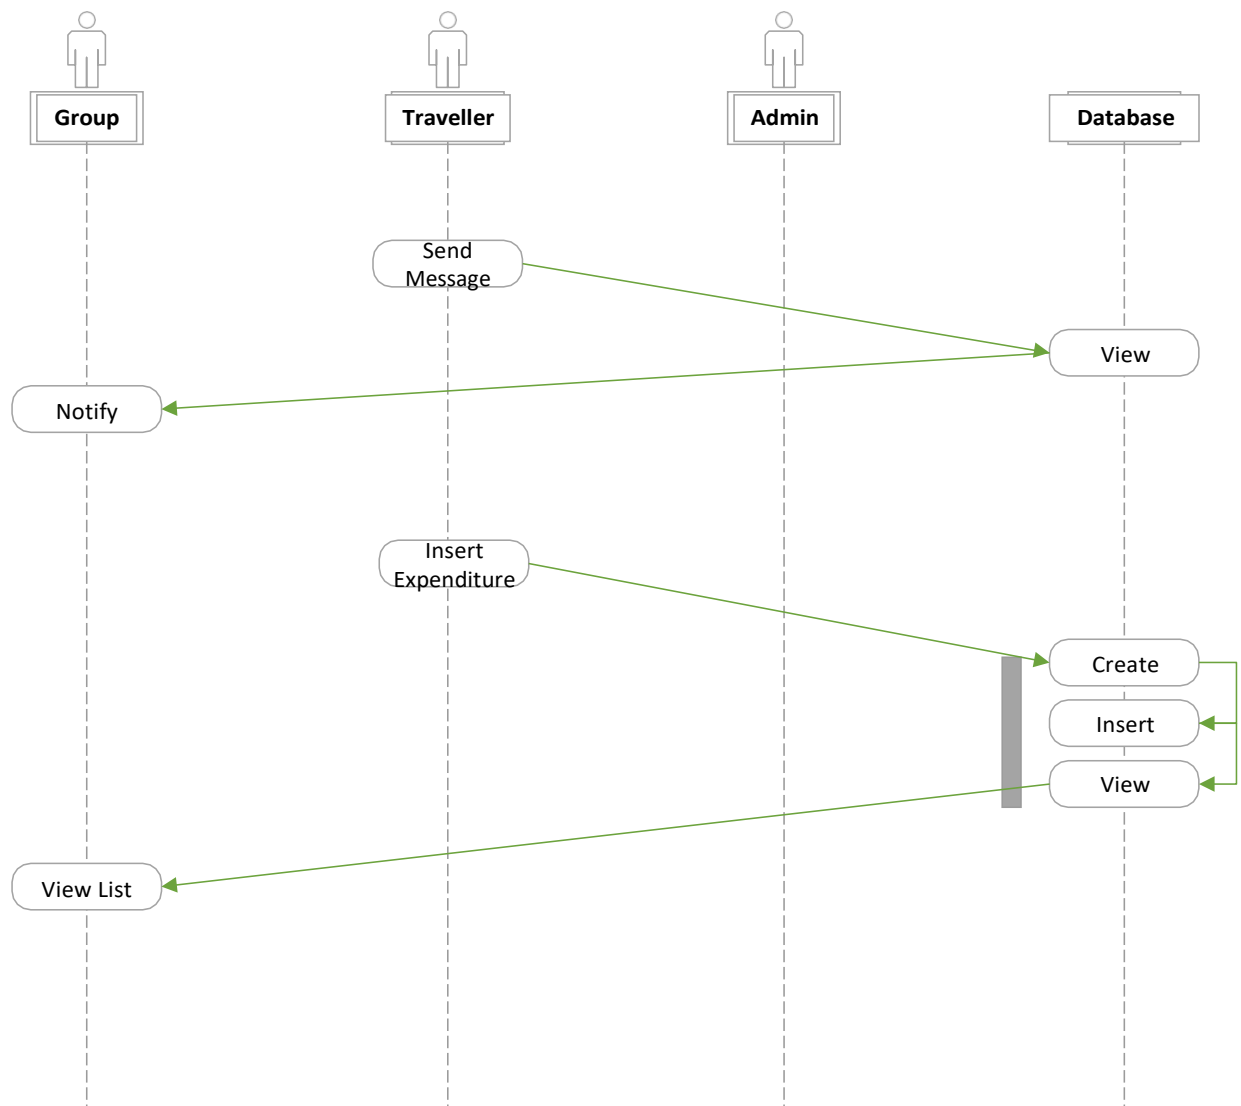 Group
Traveller
Admin
Database
Send
Message
View
Notify
Insert
Expenditure
Create
Insert
View
View List